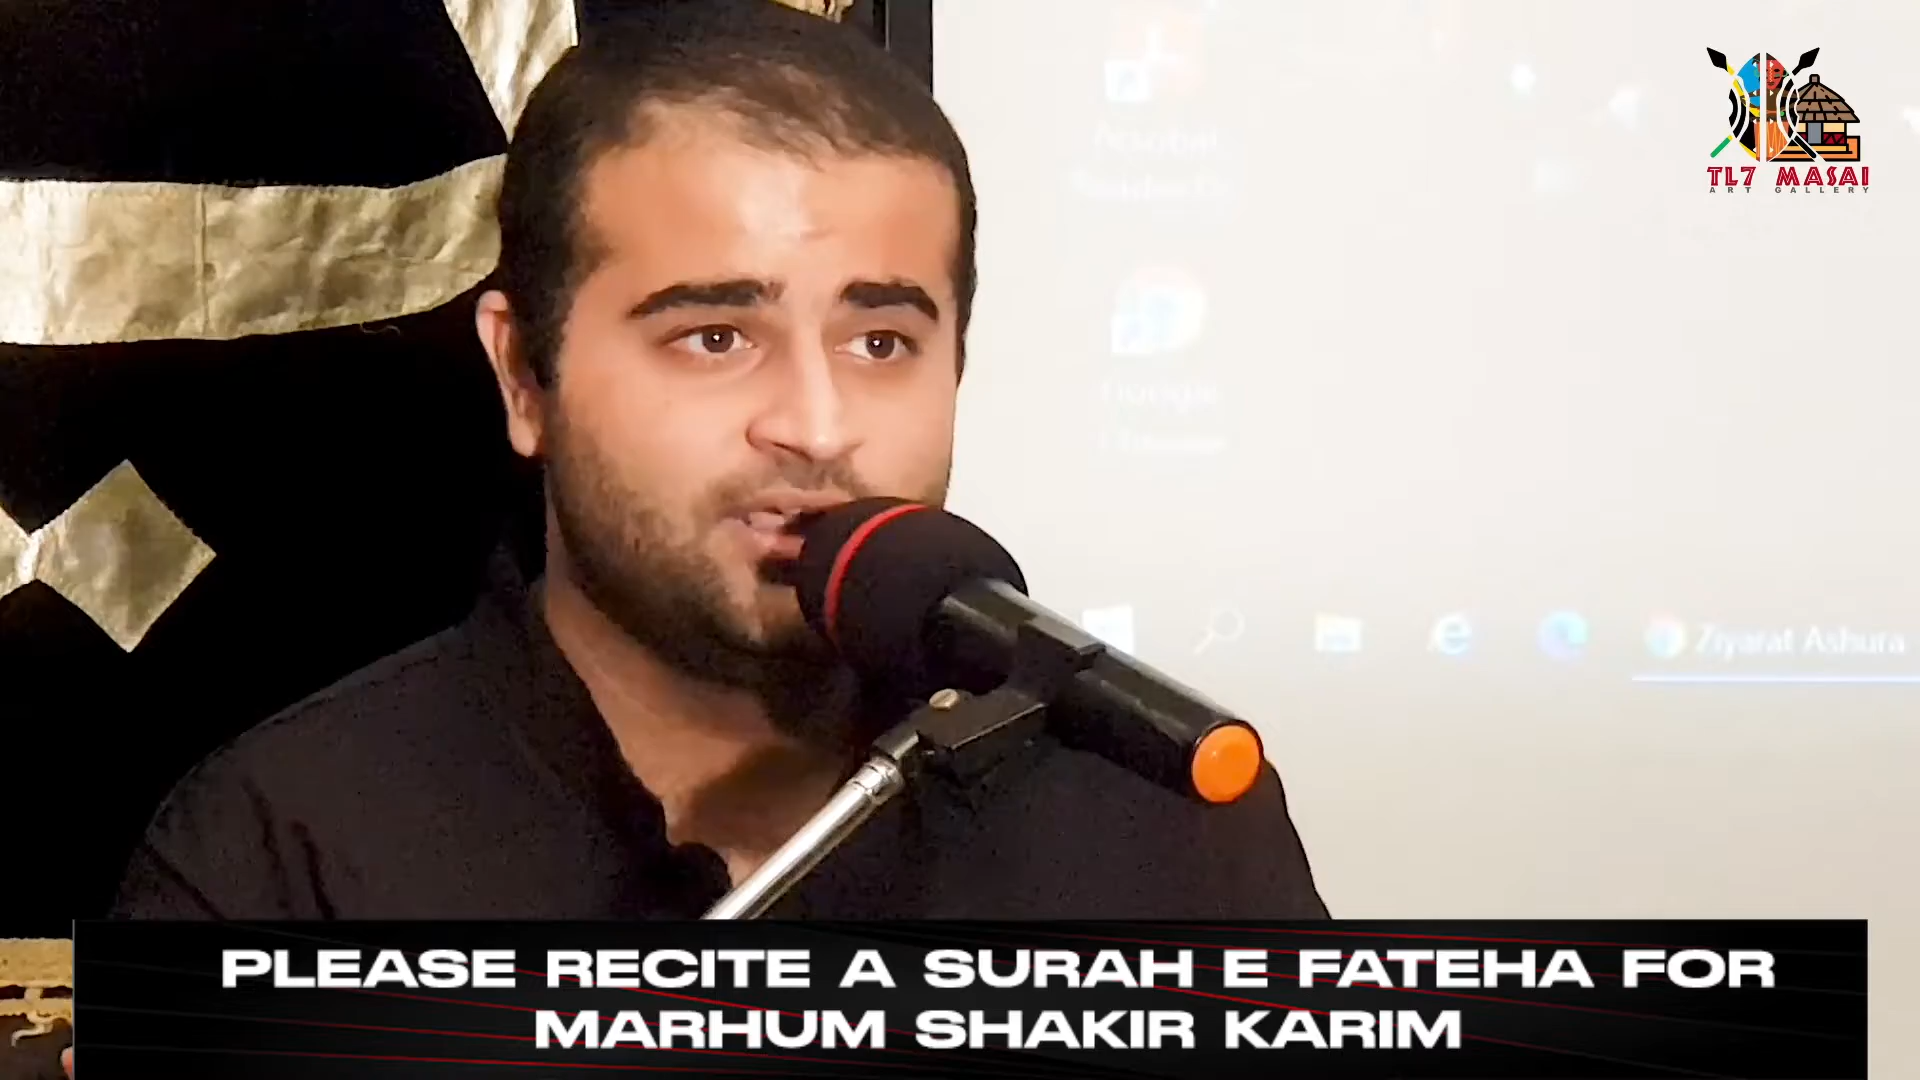 TL7 MASAI
ART GALLERY
Ziyarat Ashura
PLEASE RECITE A SURAH E FATEHA FOR
MARHUM SHAKIR KARIM